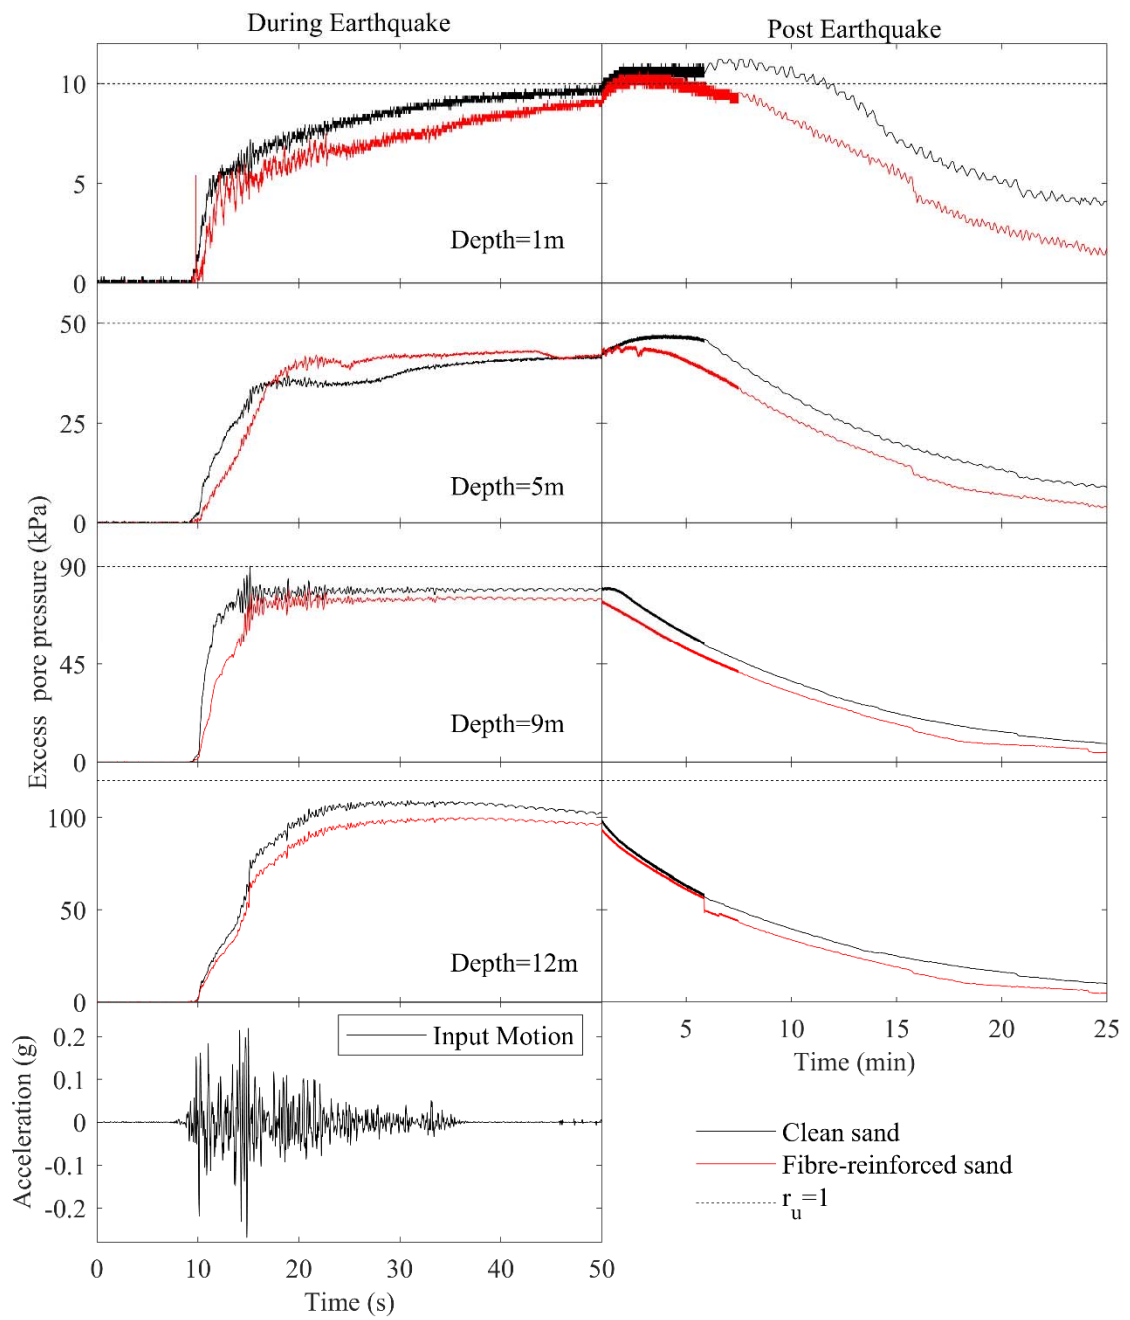 During Earthquake
Post Earthquake
10
5
0
Depth=1m
50
25
0
Depth=5m
90
45
0
Depth=9m
100
50
0
Depth=12m
Excess pore pressure (kPa)
5
10
15
20
25
Time (min)
0.2
0.1
0
-0.1
-0.2
Acceleration (g)
Input Motion
0
10
20
30
40
50
Time (s)
Clean sand
Fibre-reinforced sand
r_u=1